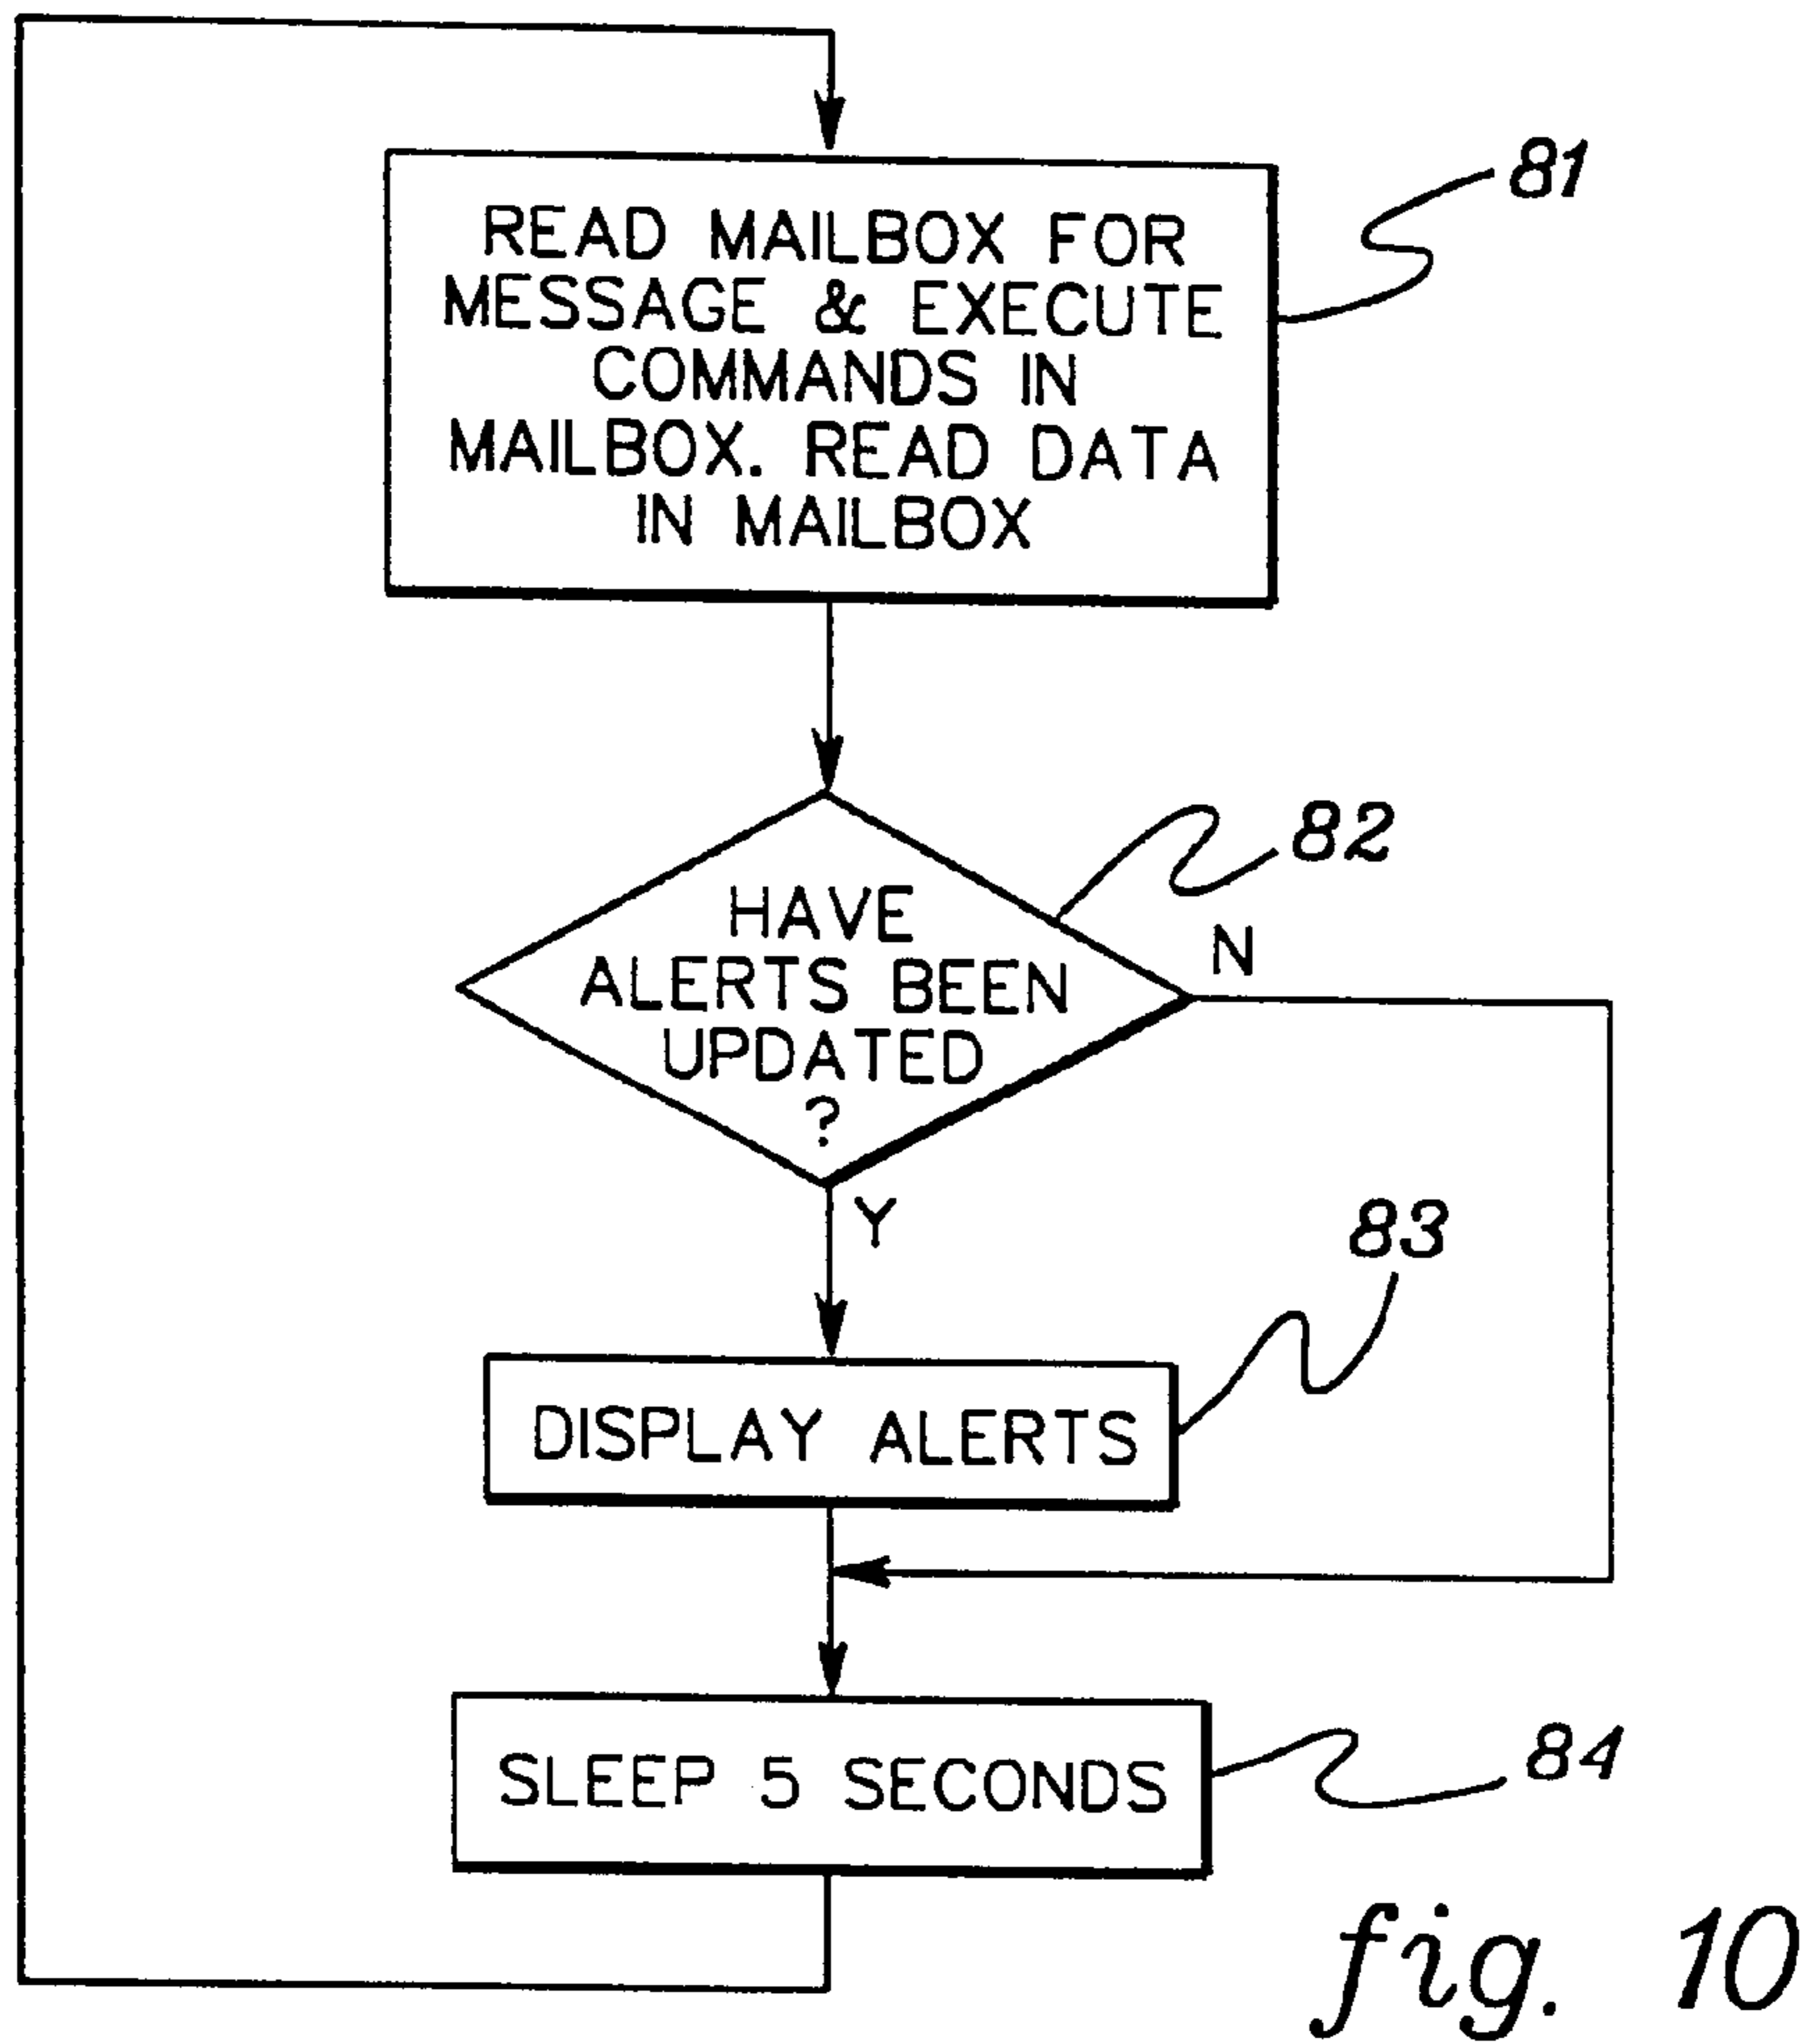 81
READ MAILBOX FOR
MESSAGE & EXECUTE
COMMANDS IN
MAILBOX. READ DATA
IN MAILBOX
82
HAVE
ALERTS BEEN
UPDATED
?
N
Y
83
DISPLAY ALERTS
SLEEP 5 SECONDS
84
fig. 10